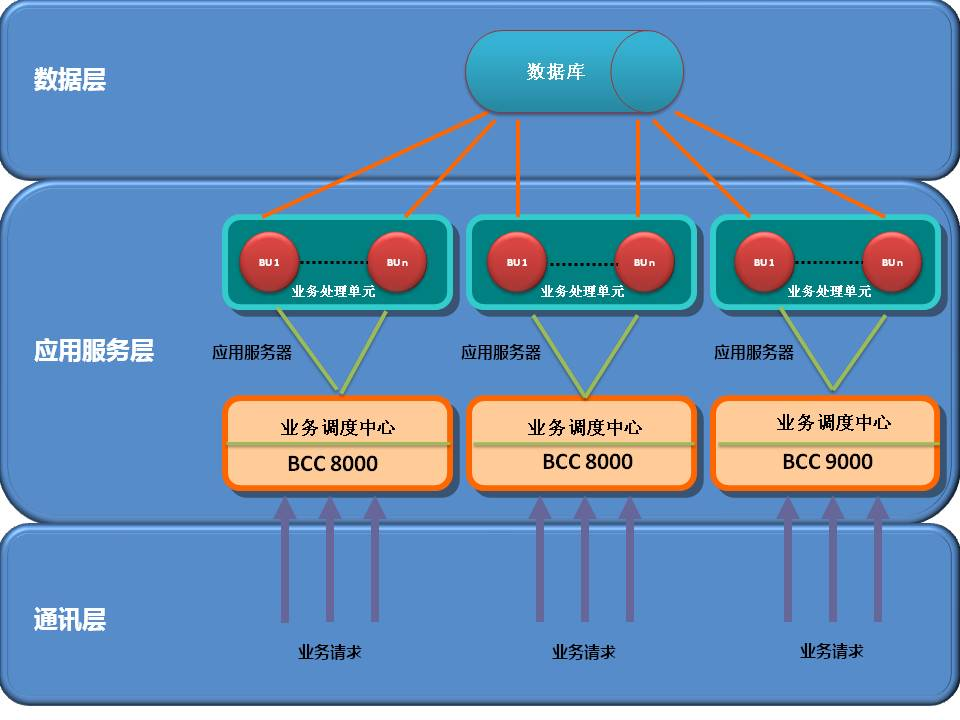 数据层
数据库
BU1
BUn
业务处理单元
BU1
BUn
业务处理单元
BU1
BUn
业务处理单元
应用服务层
应用服务器
应用服务器
应用服务器
业务调度中心
BCC 8000
业务调度中心
BCC 8000
业务调度中心
BCC 9000
通讯层
业务请求
业务请求
业务请求